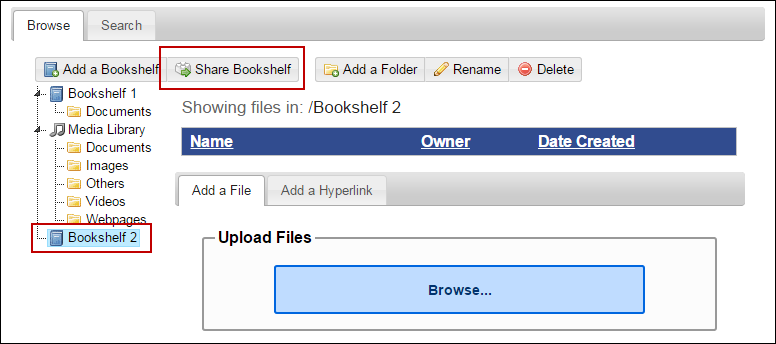 Browse Search
Add a Bookshelf Share Bookshelf Add a Folder Rename Delete
Bookshelf 1
Documents
Media Library
Documents
Images
Others
Videos
Webpages
Bookshelf 2
Showing files in: /Bookshelf 2
Name Owner Date Created
Add a File Add a Hyperlink
Upload Files
Browse...